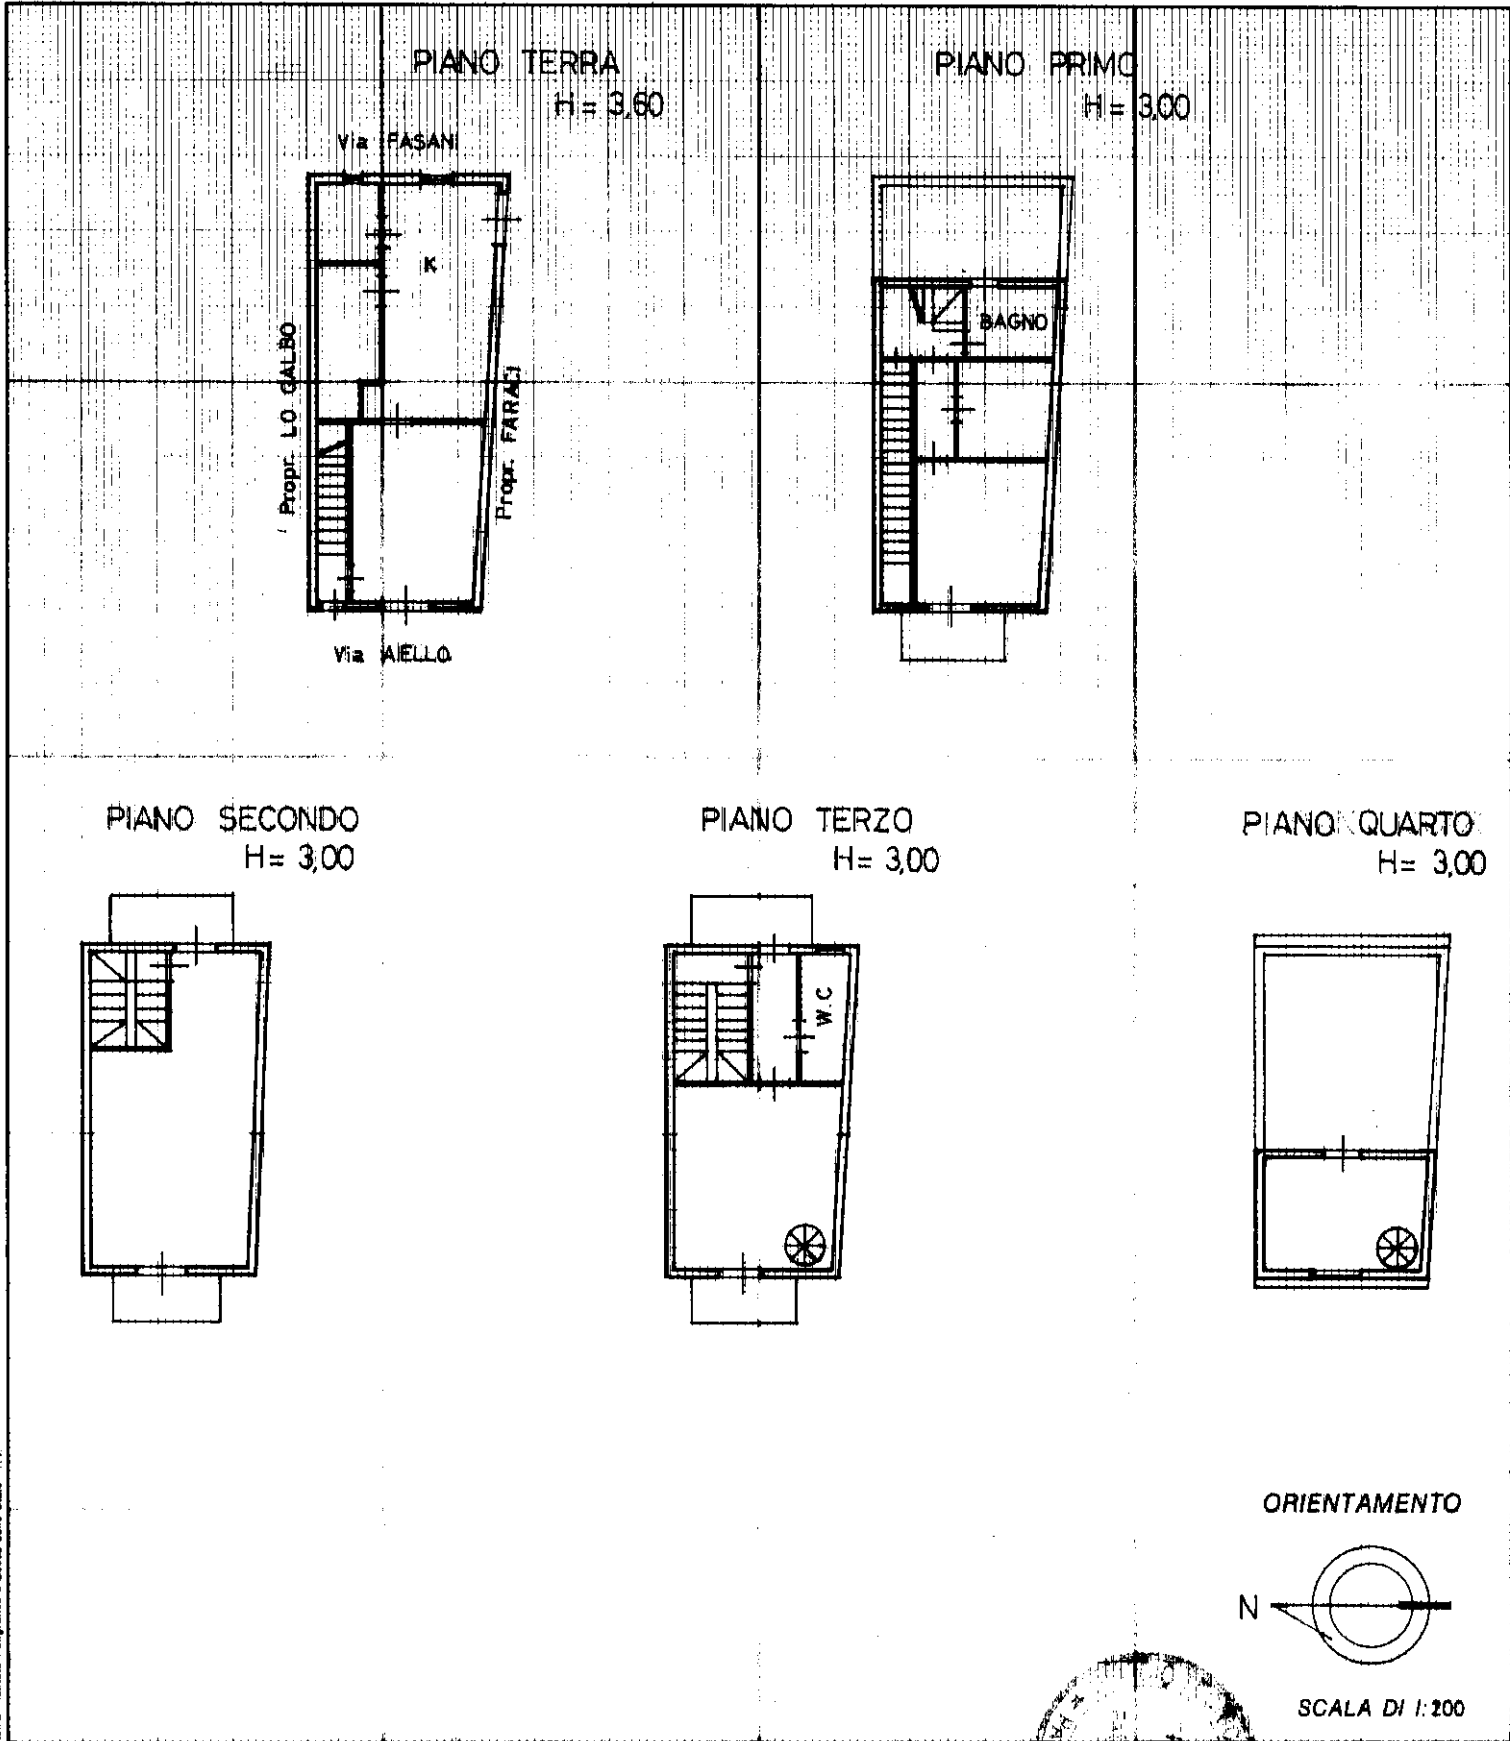 PIANO TERRA
H = 3,60
PIANO PRIMO
H = 3,00
Via FASANI
K
Propr. LO GALBO
Propr. FARACI
Via AIELLO
BAGNO
PIANO SECONDO
H= 3,00
PIANO TERZO
H= 3,00
PIANO QUARTO
H= 3,00
W.C
ORIENTAMENTO
N
SCALA DI 1:200